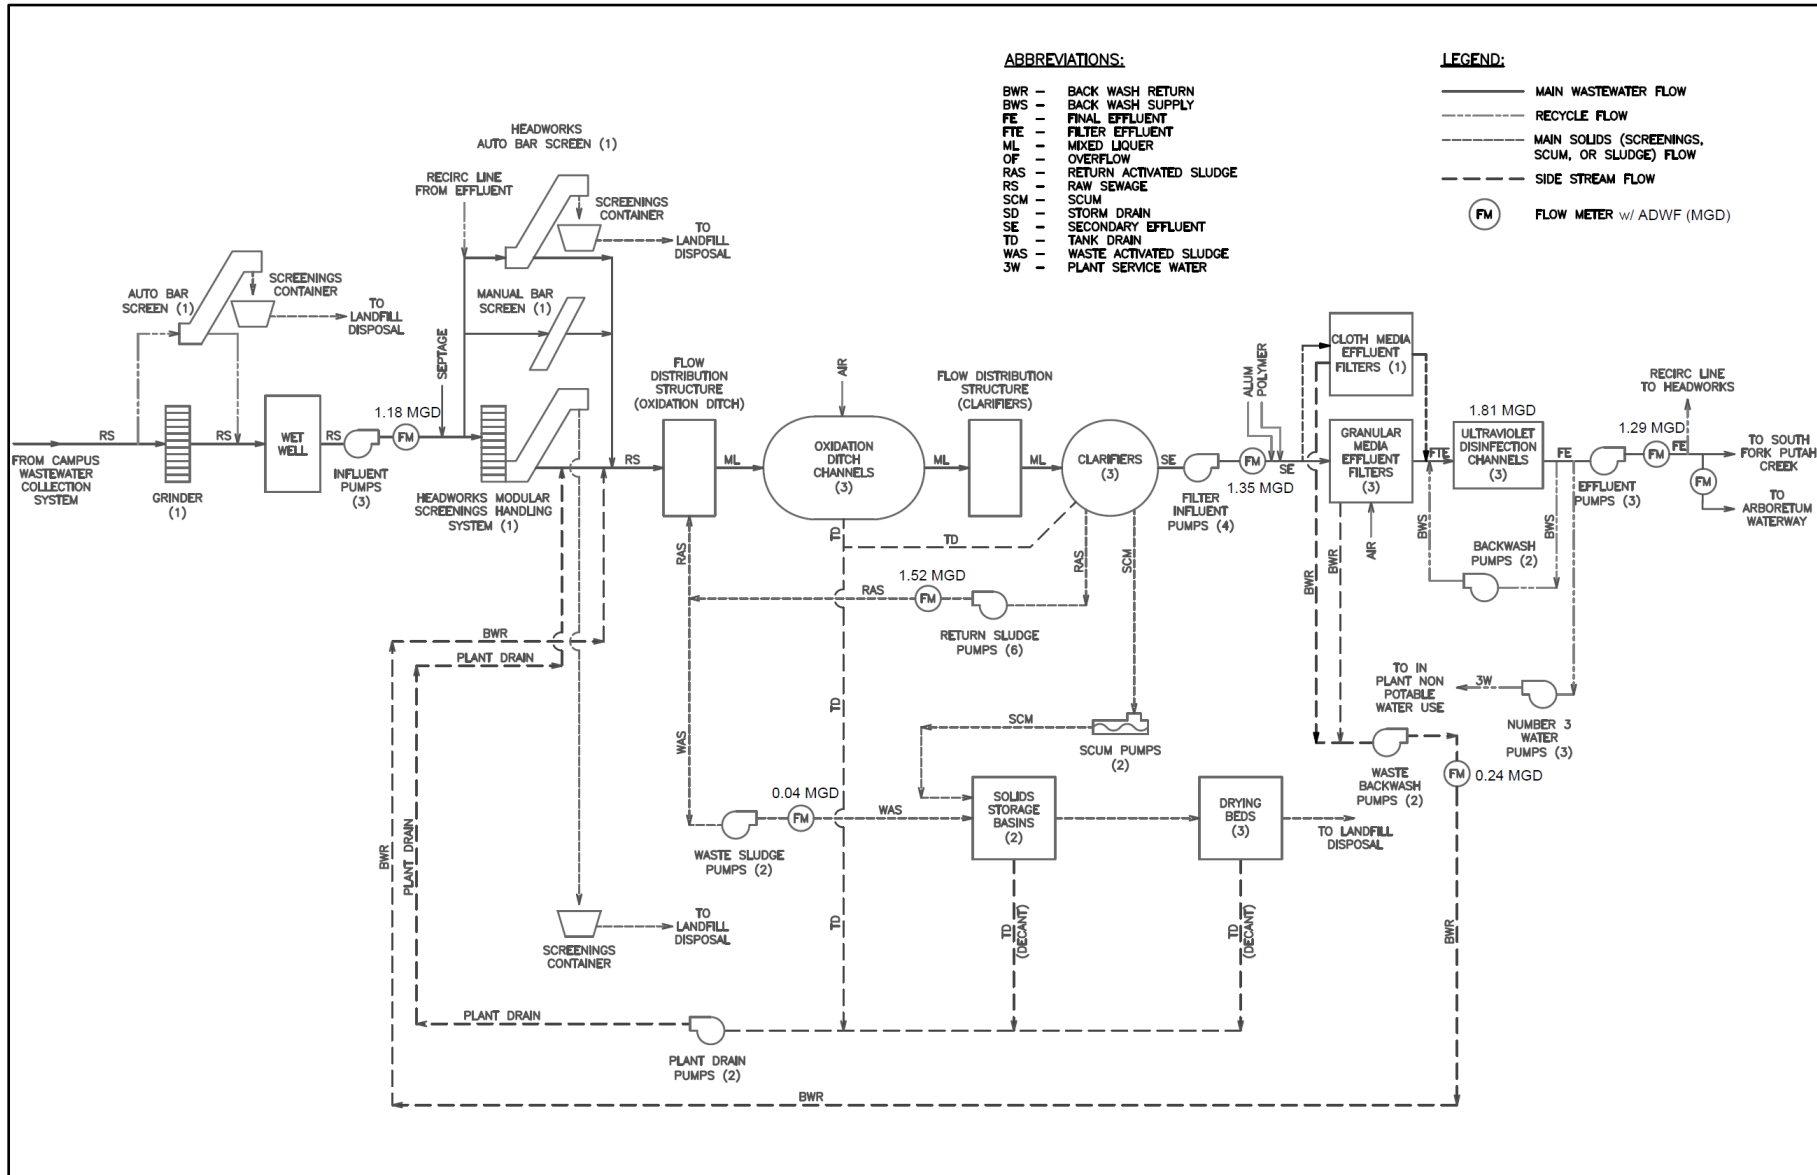 ABBREVIATIONS:
BWR – BACK WASH RETURN
BWS – BACK WASH SUPPLY
FE – FINAL EFFLUENT
FTE – FILTER EFFLUENT
ML – MIXED LIQUER
OF – OVERFLOW
RAS – RETURN ACTIVATED SLUDGE
RS – RAW SEWAGE
SCM – SCUM
SD – STORM DRAIN
SE – SECONDARY EFFLUENT
TD – TANK DRAIN
WAS – WASTE ACTIVATED SLUDGE
3W – PLANT SERVICE WATER
LEGEND:
MAIN WASTEWATER FLOW
RECYCLE FLOW
MAIN SOLIDS (SCREENINGS,
SCUM, OR SLUDGE) FLOW
SIDE STREAM FLOW
FM FLOW METER w/ ADWF (MGD)
HEADWORKS
AUTO BAR SCREEN (1)
RECIRC LINE
FROM EFFLUENT
SCREENINGS
CONTAINER
TO
LANDFILL
DISPOSAL
AUTO BAR
SCREEN (1)
SCREENINGS
CONTAINER
TO
LANDFILL
DISPOSAL
MANUAL BAR
SCREEN (1)
SEPTAGE
1.18 MGD
RS
RS
RS
FM
FROM CAMPUS
WASTEWATER
COLLECTION
SYSTEM
GRINDER
(1)
WET
WELL
INFLUENT
PUMPS
(3)
HEADWORKS MODULAR
SCREENINGS HANDLING
SYSTEM (1)
RS
FLOW
DISTRIBUTION
STRUCTURE
(OXIDATION DITCH)
ML
AIR
OXIDATION
DITCH
CHANNELS
(3)
ML
FLOW DISTRIBUTION
STRUCTURE
(CLARIFIERS)
ML
CLARIFIERS
(3)
SE
FM
1.35 MGD
SE
FILTER
INFLUENT
PUMPS (4)
ALUM
POLYMER
CLOTH MEDIA
EFFLUENT
FILTERS (1)
GRANULAR
MEDIA
EFFLUENT
FILTERS
(3)
FTE
1.81 MGD
ULTRAVIOLET
DISINFECTION
CHANNELS
(3)
FE
EFFLUENT
PUMPS (3)
1.29 MGD
FM
FE
RECIRC LINE
TO HEADWORKS
TO SOUTH
FORK PUTAH
CREEK
FM
TO
ARBORETUM
WATERWAY
BWS
BWS
BACKWASH
PUMPS (2)
AIR
BWR
BWR
TD
TD
RAS
RAS
SCM
1.52 MGD
RAS
FM
RETURN SLUDGE
PUMPS (6)
BWR
PLANT DRAIN
TO IN
PLANT NON
POTABLE
WATER USE
3W
NUMBER 3
WATER
PUMPS (3)
WASTE
BACKWASH
PUMPS (2)
FM
0.24 MGD
TD
WAS
SCM
SCUM PUMPS
(2)
0.04 MGD
FM
WAS
WASTE SLUDGE
PUMPS (2)
SOLIDS
STORAGE
BASINS
(2)
DRYING
BEDS
(3)
TO LANDFILL
DISPOSAL
BWR
PLANT DRAIN
SCREENINGS
CONTAINER
TO
LANDFILL
DISPOSAL
TD
TD
(DECANT)
TD
(DECANT)
BWR
PLANT DRAIN
PLANT DRAIN
PUMPS (2)
BWR